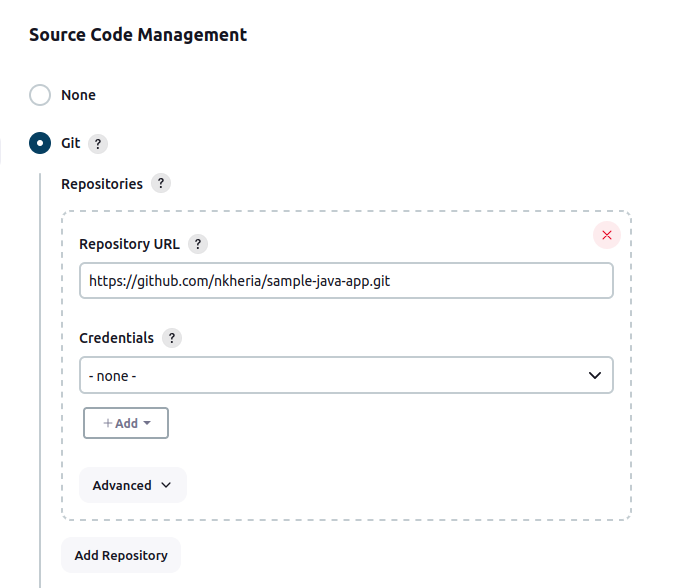 Source Code Management
None
Git ?
Repositories ?
Repository URL ?
https://github.com/nkheria/sample-java-app.git
Credentials ?
- none -
+ Add
Advanced
Add Repository